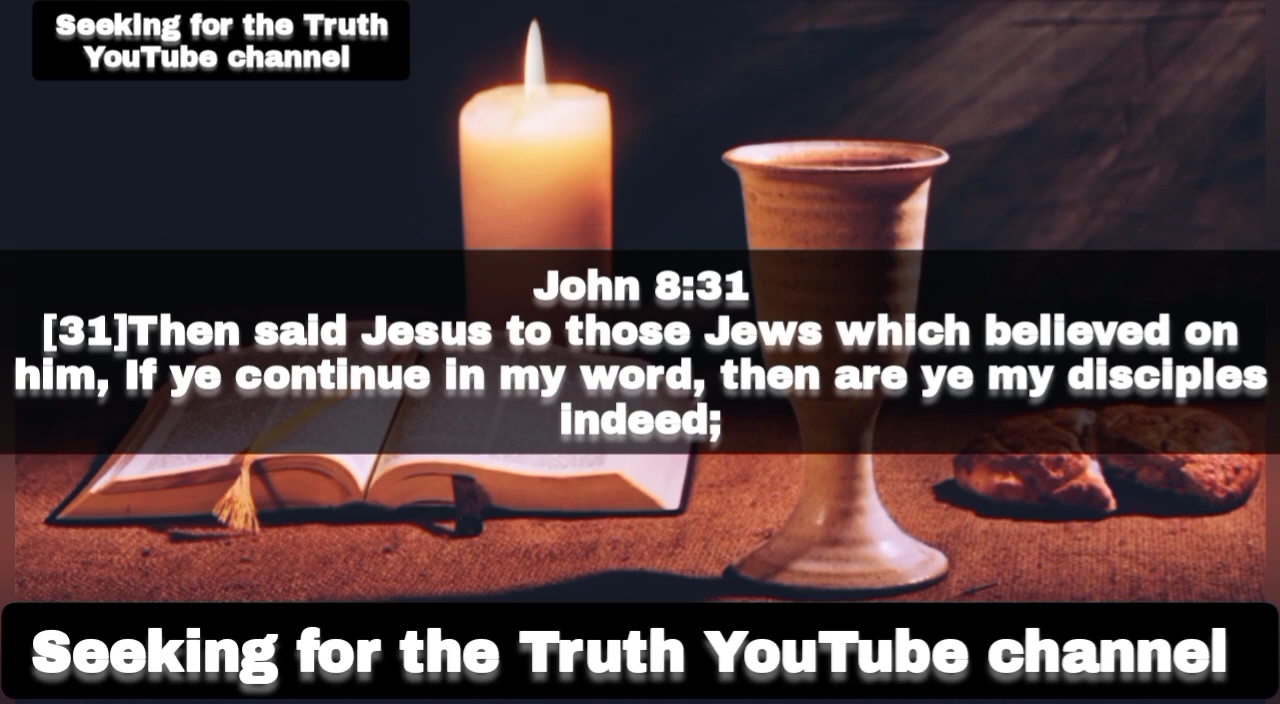 Seeking for the Truth
YouTube channel
John 8:31
[31]Then said Jesus to those Jews which believed on
him, If ye continue in my word, then are ye my disciples
indeed;
Seeking for the Truth YouTube channel